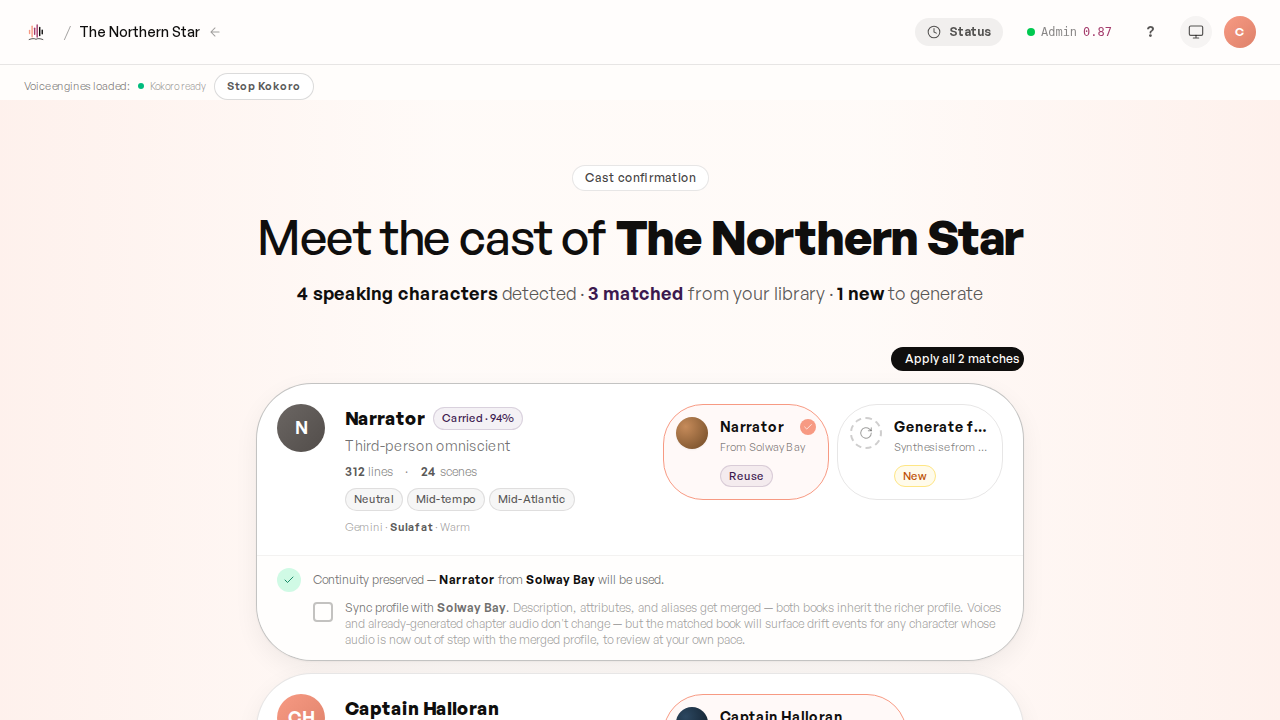 / The Northern Star ←
Status
Admin 0.87
?
C
Voice engines loaded: Kokoro ready
Stop Kokoro
Cast confirmation
Meet the cast of The Northern Star
4 speaking characters detected · 3 matched from your library · 1 new to generate
Apply all 2 matches
N
Narrator
Carried · 94%
Third-person omniscient
312 lines · 24 scenes
Neutral
Mid-tempo
Mid-Atlantic
Gemini · Sulafat · Warm
Narrator
From Solway Bay
Reuse
Generate f...
Synthesise from ...
New
Continuity preserved — Narrator from Solway Bay will be used.
Sync profile with Solway Bay. Description, attributes, and aliases get merged — both books inherit the richer profile. Voices
and already-generated chapter audio don't change — but the matched book will surface drift events for any character whose
audio is now out of step with the merged profile, to review at your own pace.
CH
Captain Halloran
Captain Halloran